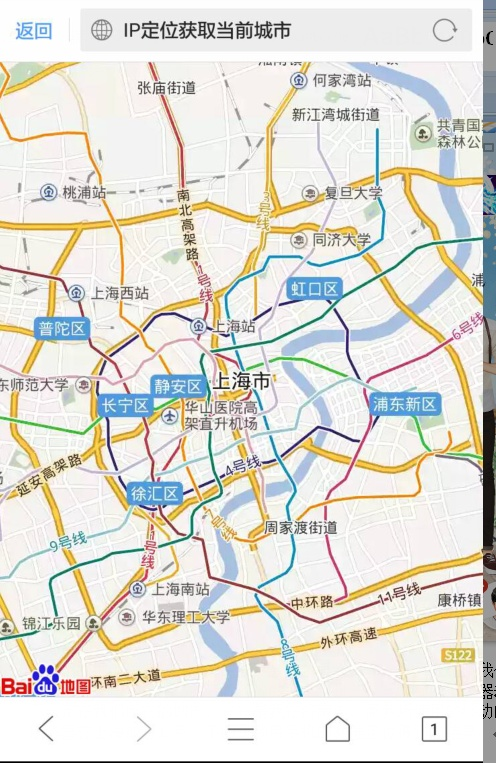 返回
IP定位获取当前城市
何家湾站
张庙街道
新江湾城街道
共青国
森林公
桃浦站
复旦大学
南北高架路
3号线
同济大学
1号线
虹口区
上海西站
6号线
普陀区
上海站
上海市
静安区
东师范大学
长宁区
华山医院高
架直升机场
浦东新区
4号线
延安高架路
徐汇区
周家渡街道
9号线
1号线
上海南站
中环路
11号线
康桥镇
华东理工大学
锦江乐园
外环高速
8号线
S122
环南二大道
Bai du 地图
1